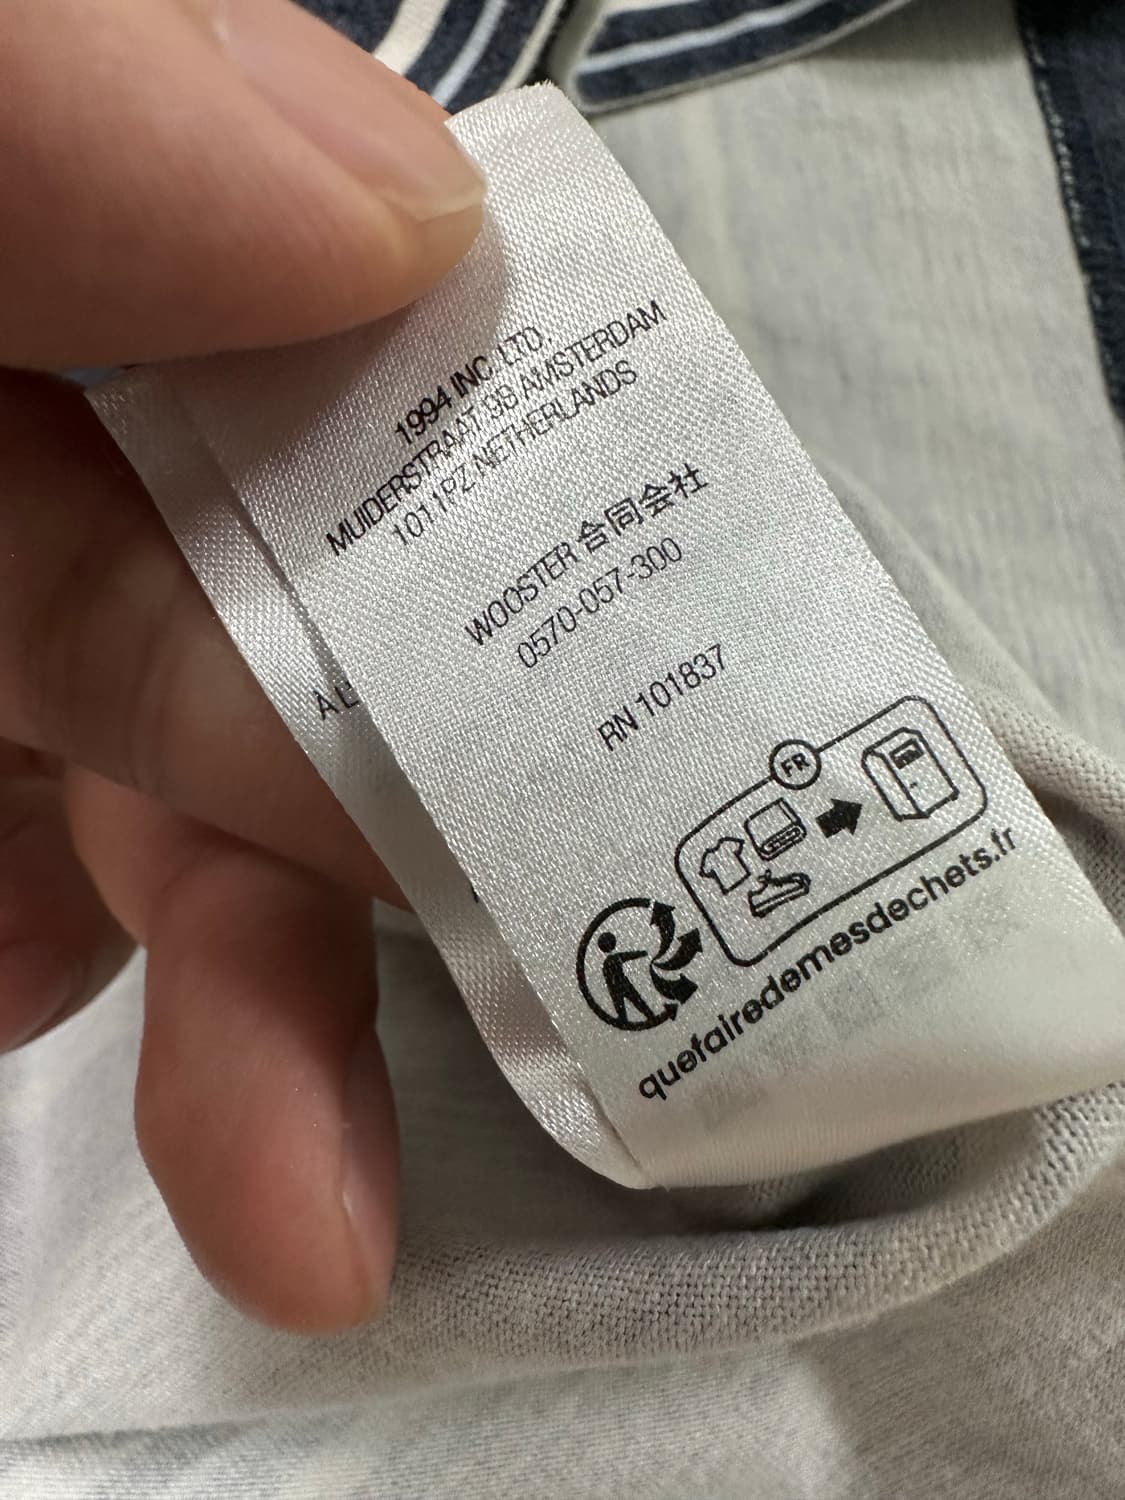 1994 INC. LTD.
MUIDERSTRAAT 98 AMSTERDAM
1011PZ NETHERLANDS
WOOSTER 合同会社
0570-057-300
RN 101837
FR
quefairedemesdechets.fr
À L'